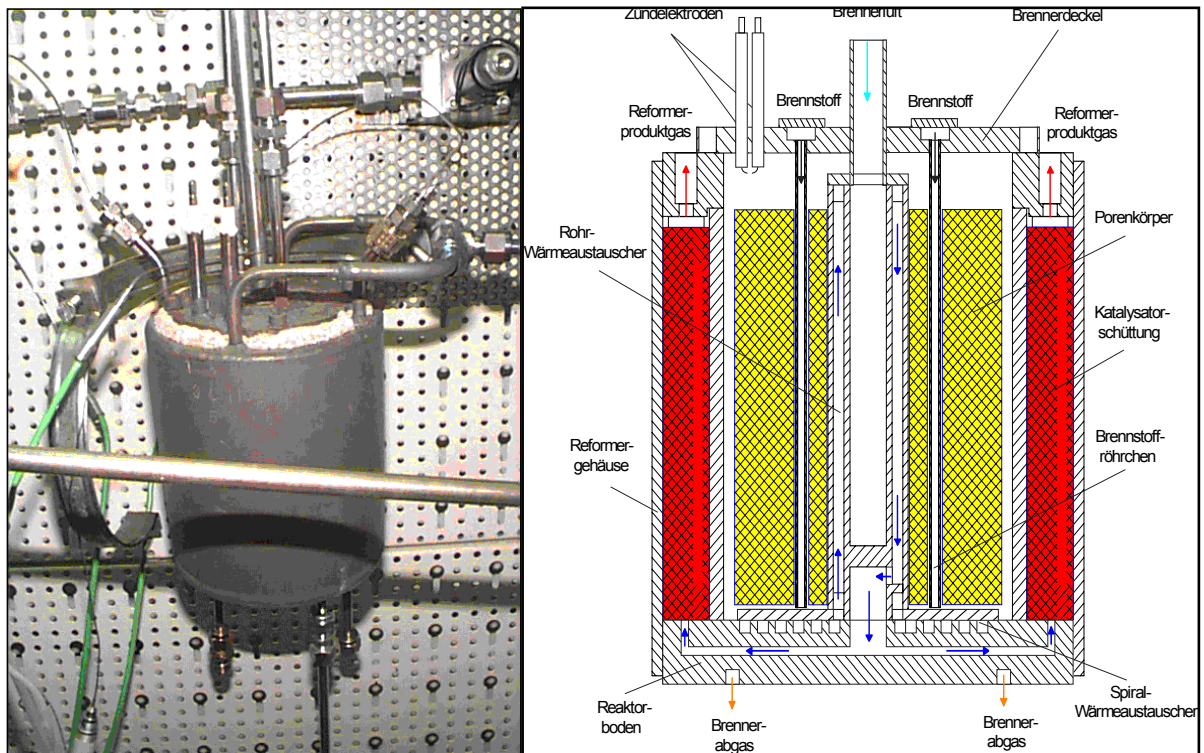 Zündelektroden
Brennerluft
Brennerdeckel
Brennstoff
Brennstoff
Reformer-
produktgas
Reformer-
produktgas
Rohr-
Wärmeaustauscher
Porenkörper
Katalysator-
schüttung
Reformer-
gehäuse
Brennstoff-
röhrchen
Reaktor-
boden
Brenner-
abgas
Brenner-
abgas
Spiral-
Wärmeaustauscher